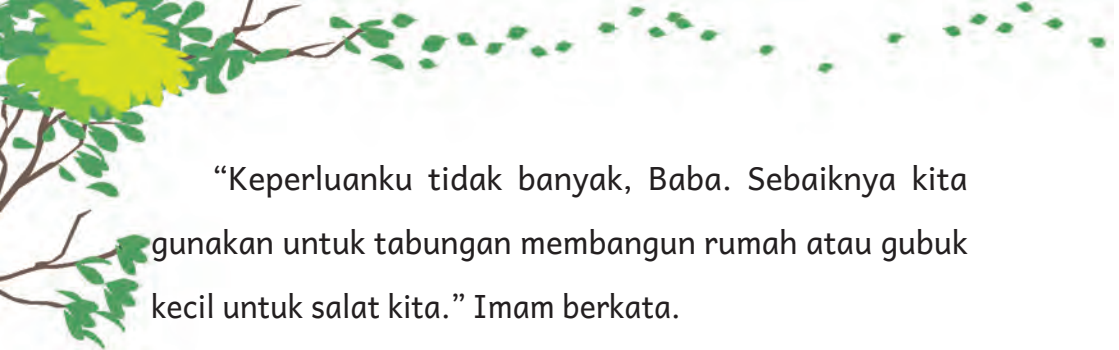 “Keperluanku tidak banyak, Baba. Sebaiknya kita
gunakan untuk tabungan membangun rumah atau gubuk
kecil untuk salat kita.” Imam berkata.